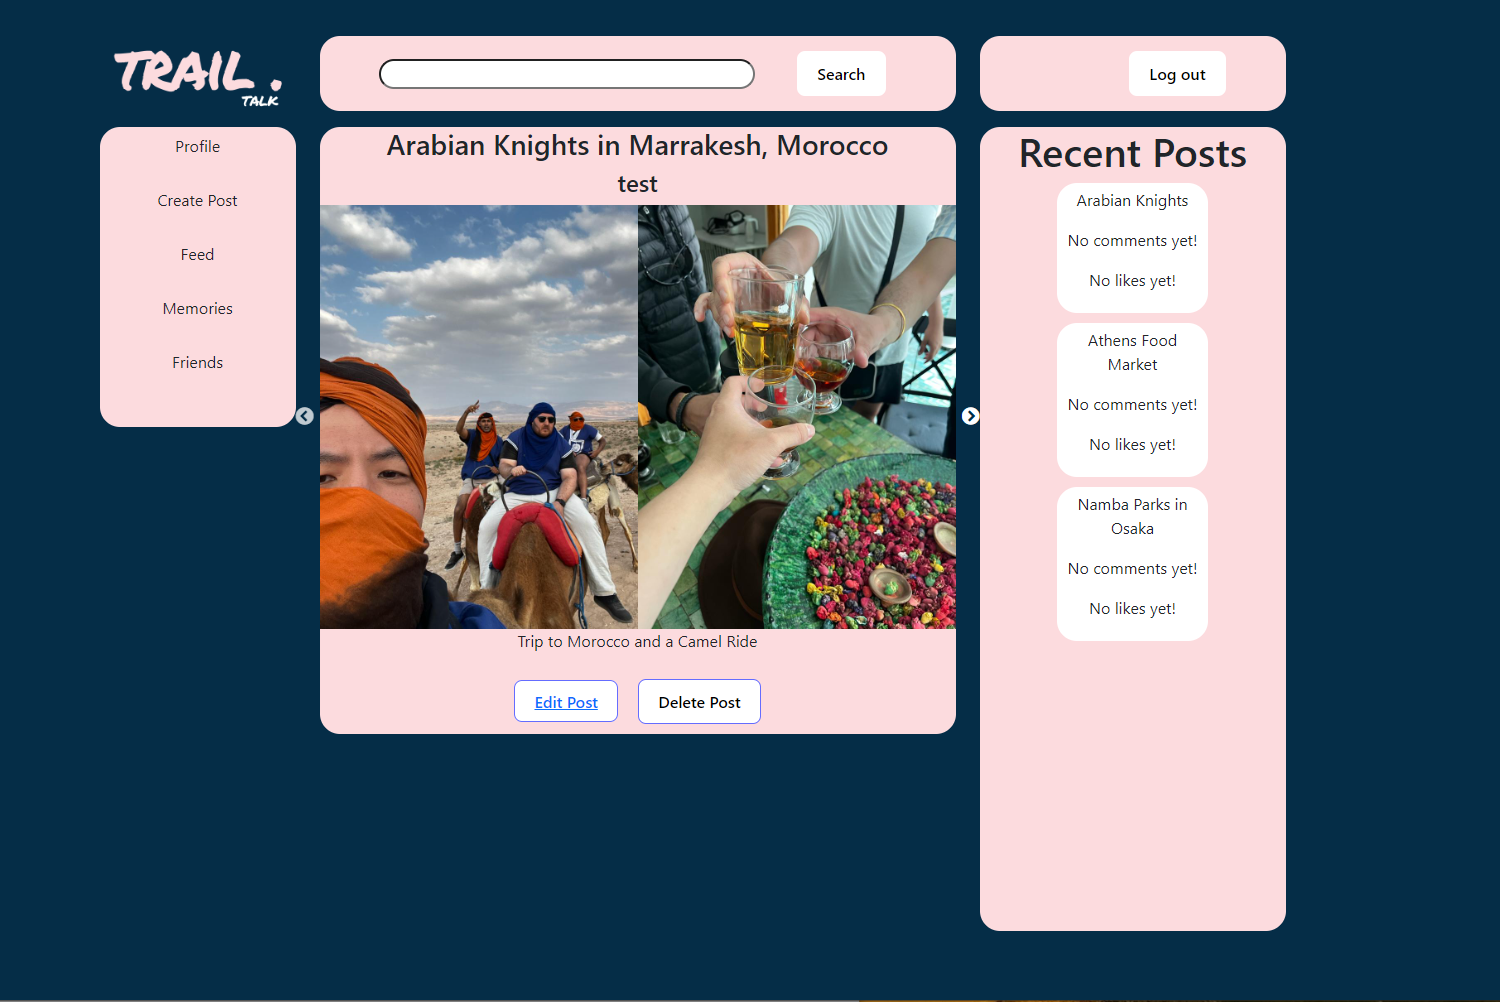 TRAIL .
TALK
Search
Log out
Profile
Create Post
Feed
Memories
Friends
Arabian Knights in Marrakesh, Morocco
test
Trip to Morocco and a Camel Ride
Edit Post
Delete Post
Recent Posts
Arabian Knights
No comments yet!
No likes yet!
Athens Food
Market
No comments yet!
No likes yet!
Namba Parks in
Osaka
No comments yet!
No likes yet!